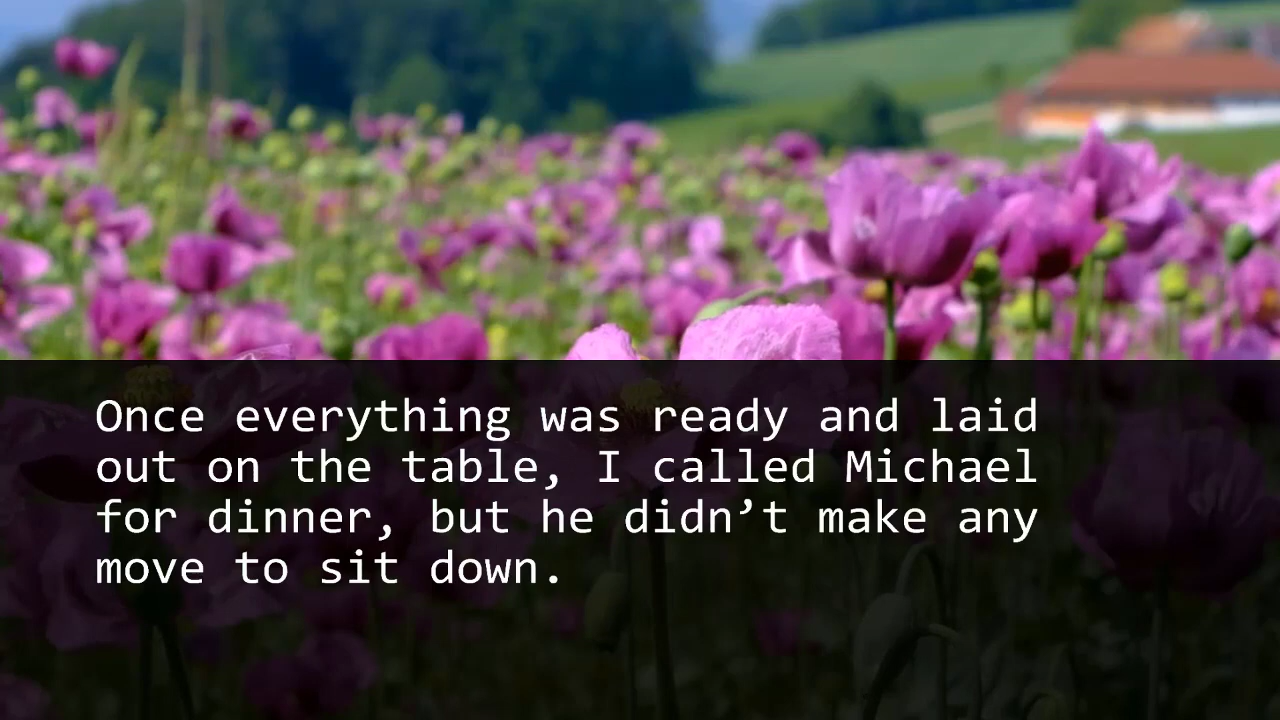 Once everything was ready and laid
out on the table, I called Michael
for dinner, but he didn’t make any
move to sit down.